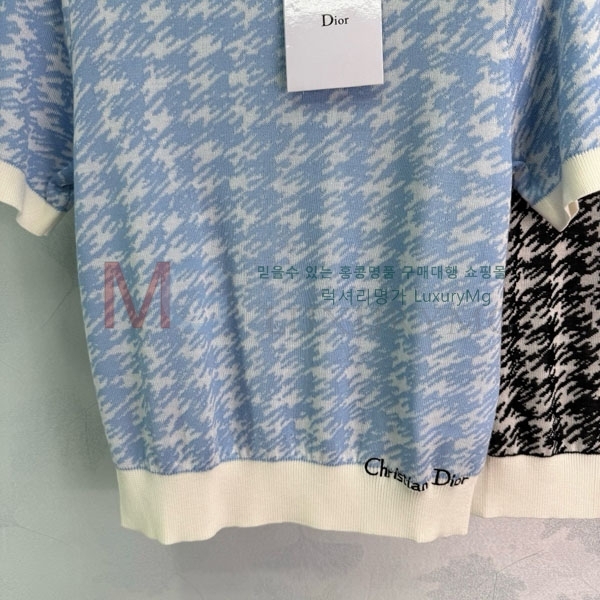 Dior
M
믿을수 있는 홍콩명품 구매대행 쇼핑몰
럭셔리명가 LuxuryMg
Christian Dior